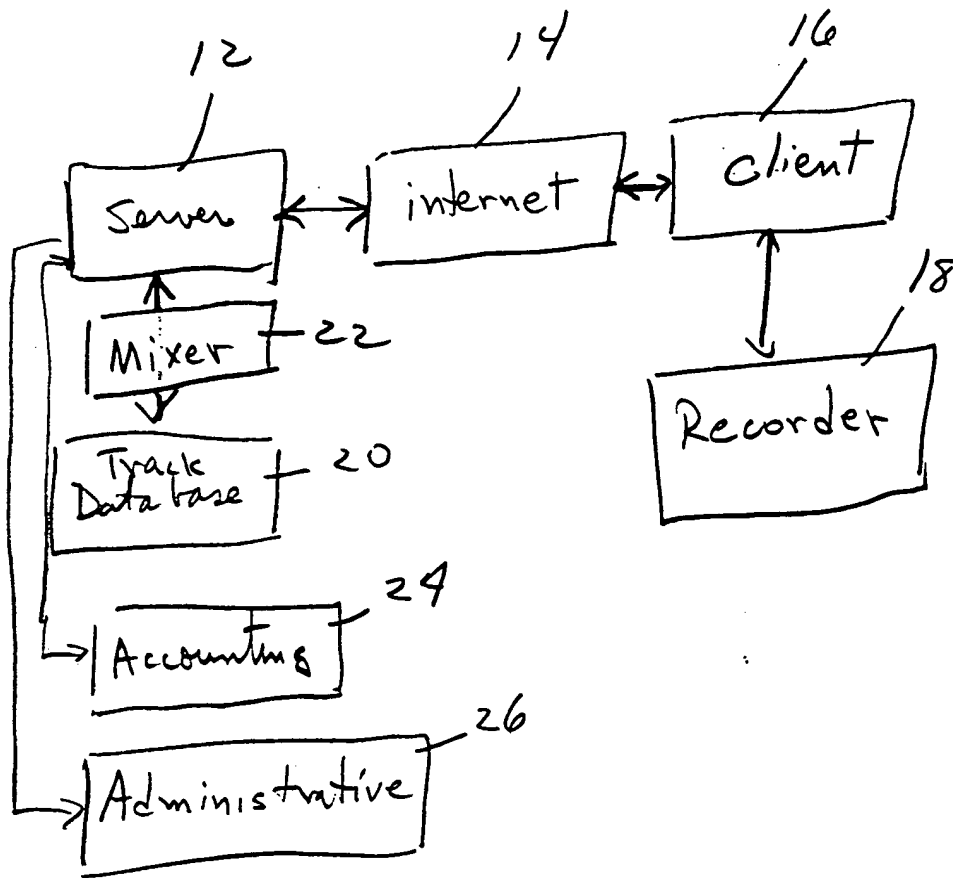 12
14
16
Server
internet
client
18
Mixer
22
Recorder
Track
Database
20
24
Accounting
26
Administrative